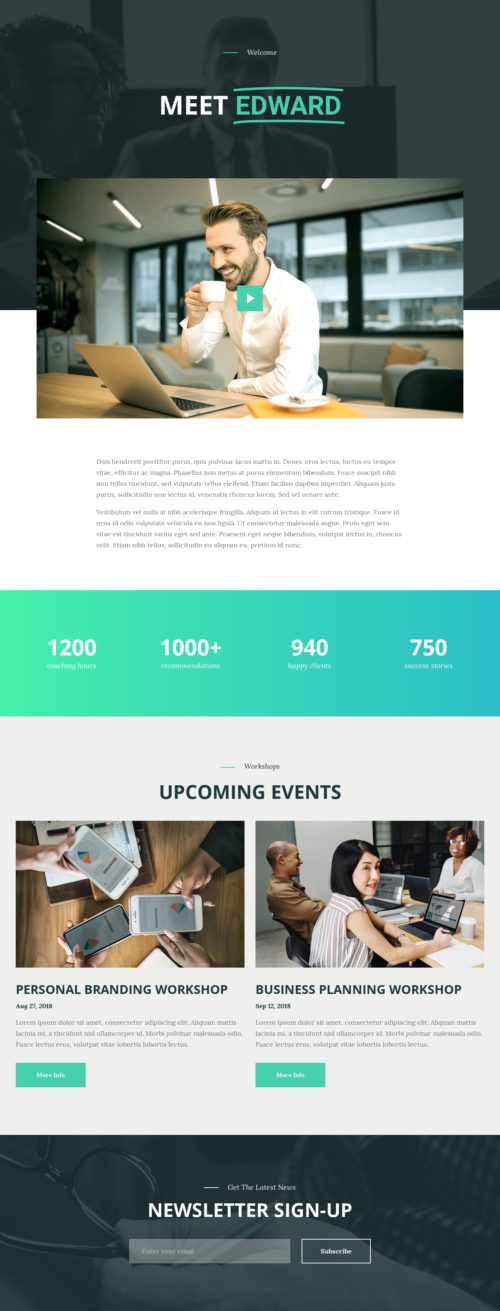 Welcome
MEET EDWARD
Duis hendrerit porttitor purus, quis pulvinar lacus mattis in. Donec eros lectus, luctus eu tempor
vitae, efficitur ac magna. Phasellus non metus at purus elementum bibendum. Fusce suscipit nibh
non tellus tincidunt, sed vulputate tellus eleifend. Etiam facilisis dapibus imperdiet. Aliquam justo
purus, sollicitudin non lectus id, venenatis rhoncus lorem. Sed vel ornare ante.
Vestibulum vel nulla at nibh scelerisque fringilla. Aliquam id lectus in elit rutrum tristique. Fusce id
urna id odio vulputate vehicula eu non ligula. Ut consectetur malesuada augue. Proin eget sem
vitae est tincidunt varius eget sed ante. Praesent eget neque bibendum, volutpat lectus in, rhoncus
velit. Etiam nibh tellus, sollicitudin eu aliquam eu, pretium id nunc.
1200
coaching hours
1000+
recommendations
940
happy clients
750
success stories
Workshops
UPCOMING EVENTS
PERSONAL BRANDING WORKSHOP
Aug 27, 2018
Lorem ipsum dolor sit amet, consectetur adipiscing elit. Aliquam mattis
lacinia mi, a tincidunt nisl ullamcorper id. Morbi pulvinar malesuada odio.
Fusce lectus eros, volutpat vitae lobortis lobortis lectus.
More Info
BUSINESS PLANNING WORKSHOP
Sep 12, 2018
Lorem ipsum dolor sit amet, consectetur adipiscing elit. Aliquam mattis
lacinia mi, a tincidunt nisl ullamcorper id. Morbi pulvinar malesuada odio.
Fusce lectus eros, volutpat vitae lobortis lobortis lectus.
More Info
Get The Latest News
NEWSLETTER SIGN-UP
Enter your email
Subscribe